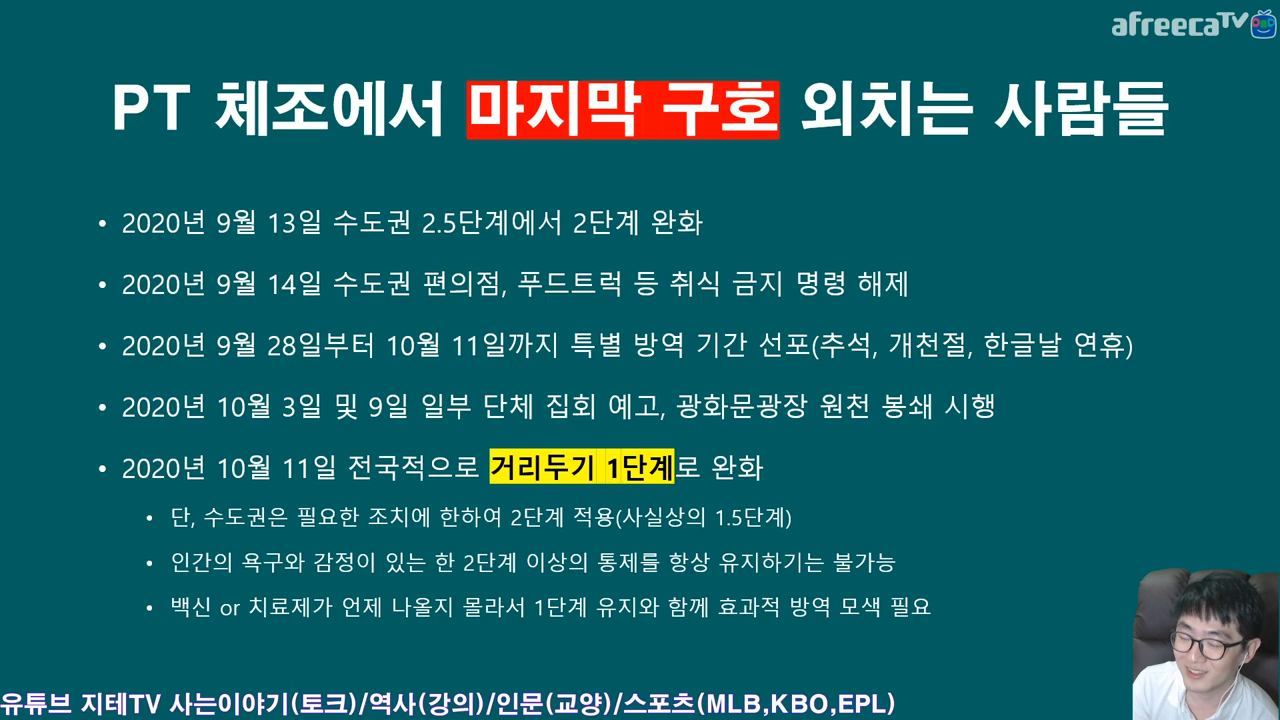 afreecaTV
PT 체조에서 마지막 구호 외치는 사람들
• 2020년 9월 13일 수도권 2.5단계에서 2단계 완화
• 2020년 9월 14일 수도권 편의점, 푸드트럭 등 취식 금지 명령 해제
• 2020년 9월 28일부터 10월 11일까지 특별 방역 기간 선포(추석, 개천절, 한글날 연휴)
• 2020년 10월 3일 및 9일 일부 단체 집회 예고, 광화문광장 원천 봉쇄 시행
• 2020년 10월 11일 전국적으로 거리두기 1단계로 완화
• 단, 수도권은 필요한 조치에 한하여 2단계 적용(사실상의 1.5단계)
• 인간의 욕구와 감정이 있는 한 2단계 이상의 통제를 항상 유지하기는 불가능
• 백신 or 치료제가 언제 나올지 몰라서 1단계 유지와 함께 효과적 방역 모색 필요
유튜브 지테TV 사는이야기(토크)/역사(강의)/인문(교양)/스포츠(MLB,KBO,EPL)